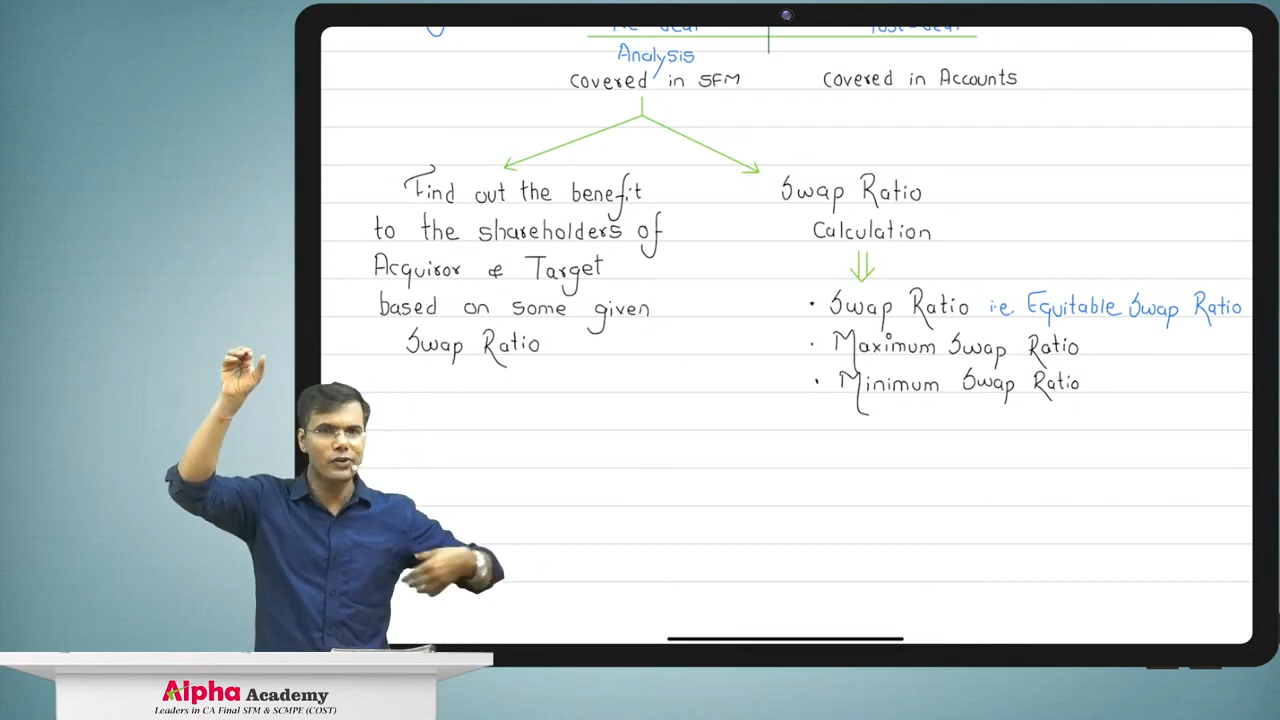 Analysis
Covered in SFM
Covered in Accounts
Find out the benefit
to the shareholders of
Acquiror & Target
based on some given
Swap Ratio
Swap Ratio
Calculation
• Swap Ratio i.e. Equitable Swap Ratio
• Maximum Swap Ratio
• Minimum Swap Ratio
Alpha Academy
Leaders in CA Final SFM & SCMPE (COST)